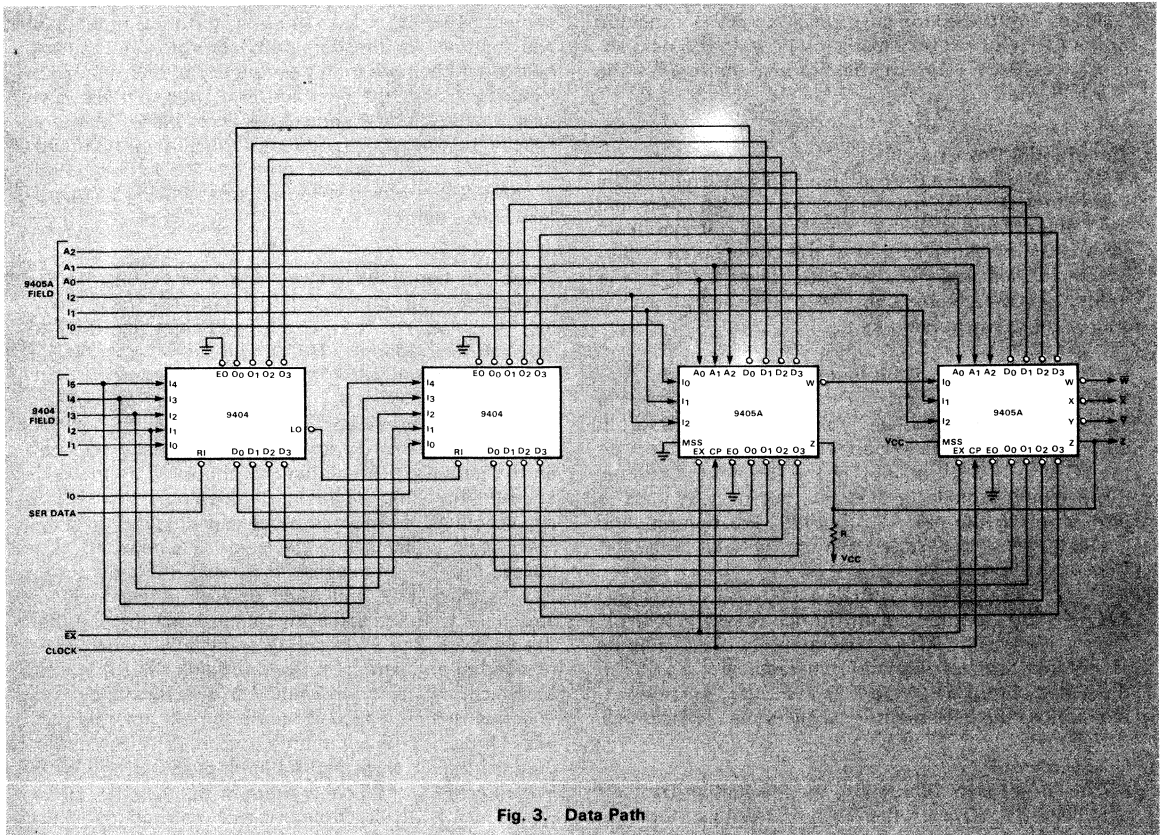 A2
A1
9405A FIELD
A0
I2
I1
I0
EO O0 O1 O2 O3
EO O0 O1 O2 O3
A0 A1 A2 D0 D1 D2 D3
A0 A1 A2 D0 D1 D2 D3
9404 FIELD
I5
I4
I3
I2
I1
I4
I3
I2
I1
I0
9404
LO
RI D0 D1 D2 D3
I4
I3
I2
I1
I0
9404
RI D0 D1 D2 D3
I0
I1
I2
9405A
W
MSS
Z
EX CP EO O0 O1 O2 O3
I0
I1
I2
9405A
W
X
Y
Z
VCC
MSS
EX CP EO O0 O1 O2 O3
W̅
X̅
Y̅
Z̅
I0
SER DATA
R
VCC
E̅X̅
CLOCK
Fig. 3. Data Path